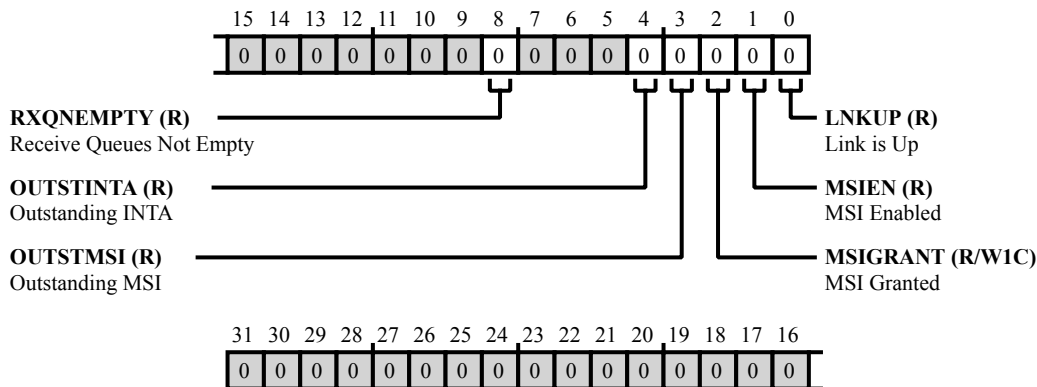 15 14 13 12 11 10 9 8 7 6 5 4 3 2 1 0
0 0 0 0 0 0 0 0 0 0 0 0 0 0 0 0
RXQNEMPTY (R)
Receive Queues Not Empty
LNKUP (R)
Link is Up
OUTSTINTA (R)
Outstanding INTA
MSIEN (R)
MSI Enabled
OUTSTMSI (R)
Outstanding MSI
MSIGRANT (R/W1C)
MSI Granted
31 30 29 28 27 26 25 24 23 22 21 20 19 18 17 16
0 0 0 0 0 0 0 0 0 0 0 0 0 0 0 0